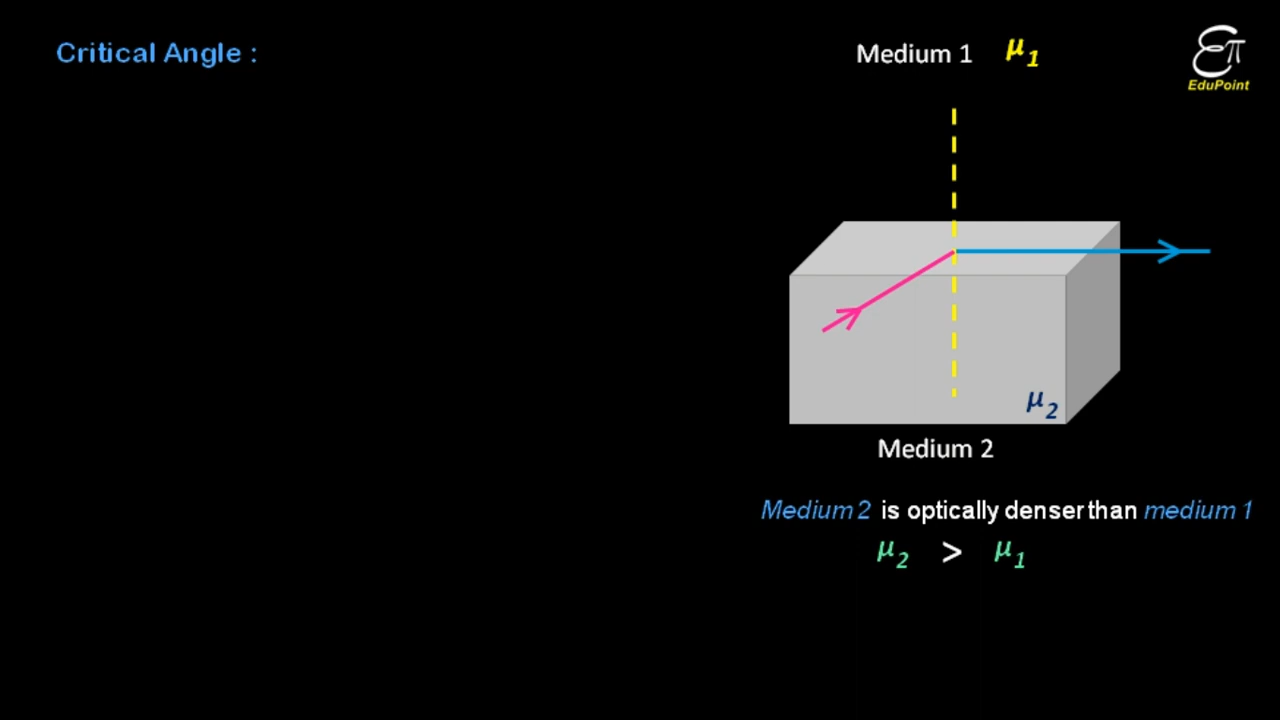 Critical Angle :
Medium 1 μ₁
επ
EduPoint
μ₂
Medium 2
Medium 2 is optically denser than medium 1
μ₂ > μ₁